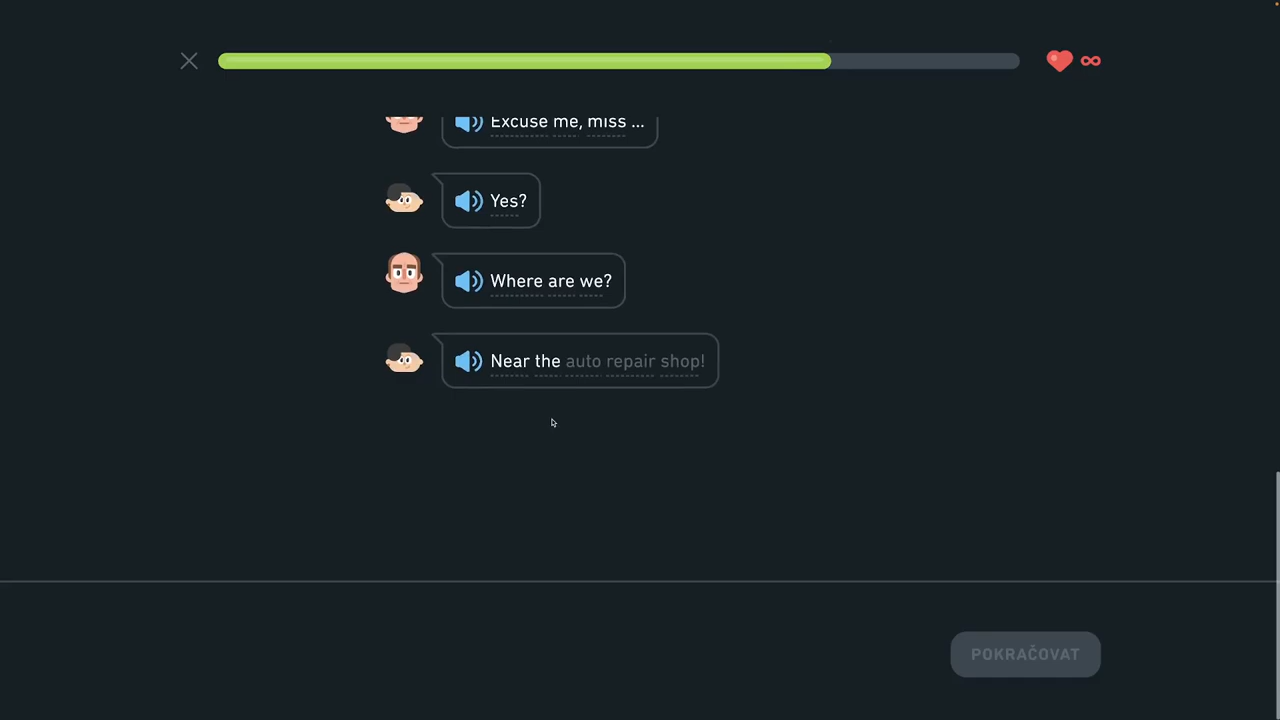 Excuse me, miss ...
Yes?
Where are we?
Near the auto repair shop!
POKRAČOVAT